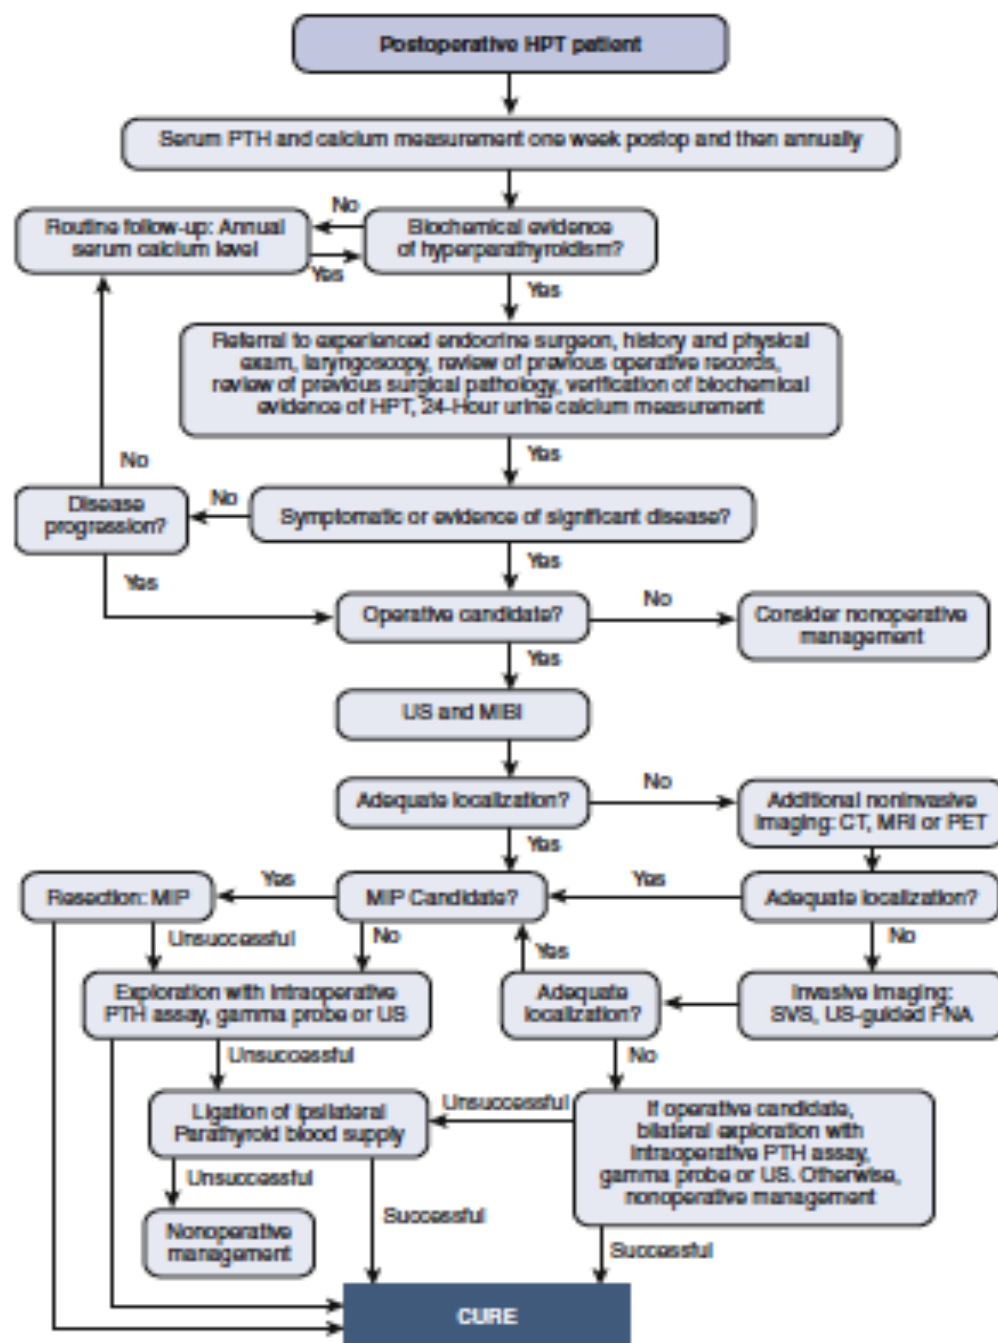 Postoperative HPT patient
Serum PTH and calcium measurement one week postop and then annually
No
Routine follow-up: Annual
serum calcium level
Biochemical evidence
of hyperparathyroidism?
Yes
Yes
Referral to experienced endocrine surgeon, history and physical
exam, laryngoscopy, review of previous operative records,
review of previous surgical pathology, verification of biochemical
evidence of HPT, 24-Hour urine calcium measurement
No
Yes
Disease
progression?
No
Symptomatic or evidence of significant disease?
Yes
Yes
Operative candidate?
No
Consider nonoperative
management
Yes
US and MIBI
Adequate localization?
No
Additional noninvasive
imaging: CT, MRI or PET
Yes
Resection: MIP
Yes
MIP Candidate?
Yes
Adequate localization?
Unsuccessful
No
Yes
No
Exploration with intraoperative
PTH assay, gamma probe or US
Adequate
localization?
Invasive imaging:
SVS, US-guided FNA
Unsuccessful
No
Ligation of ipsilateral
Parathyroid blood supply
Unsuccessful
If operative candidate,
bilateral exploration with
intraoperative PTH assay,
gamma probe or US. Otherwise,
nonoperative management
Unsuccessful
Successful
Nonoperative
management
Successful
CURE